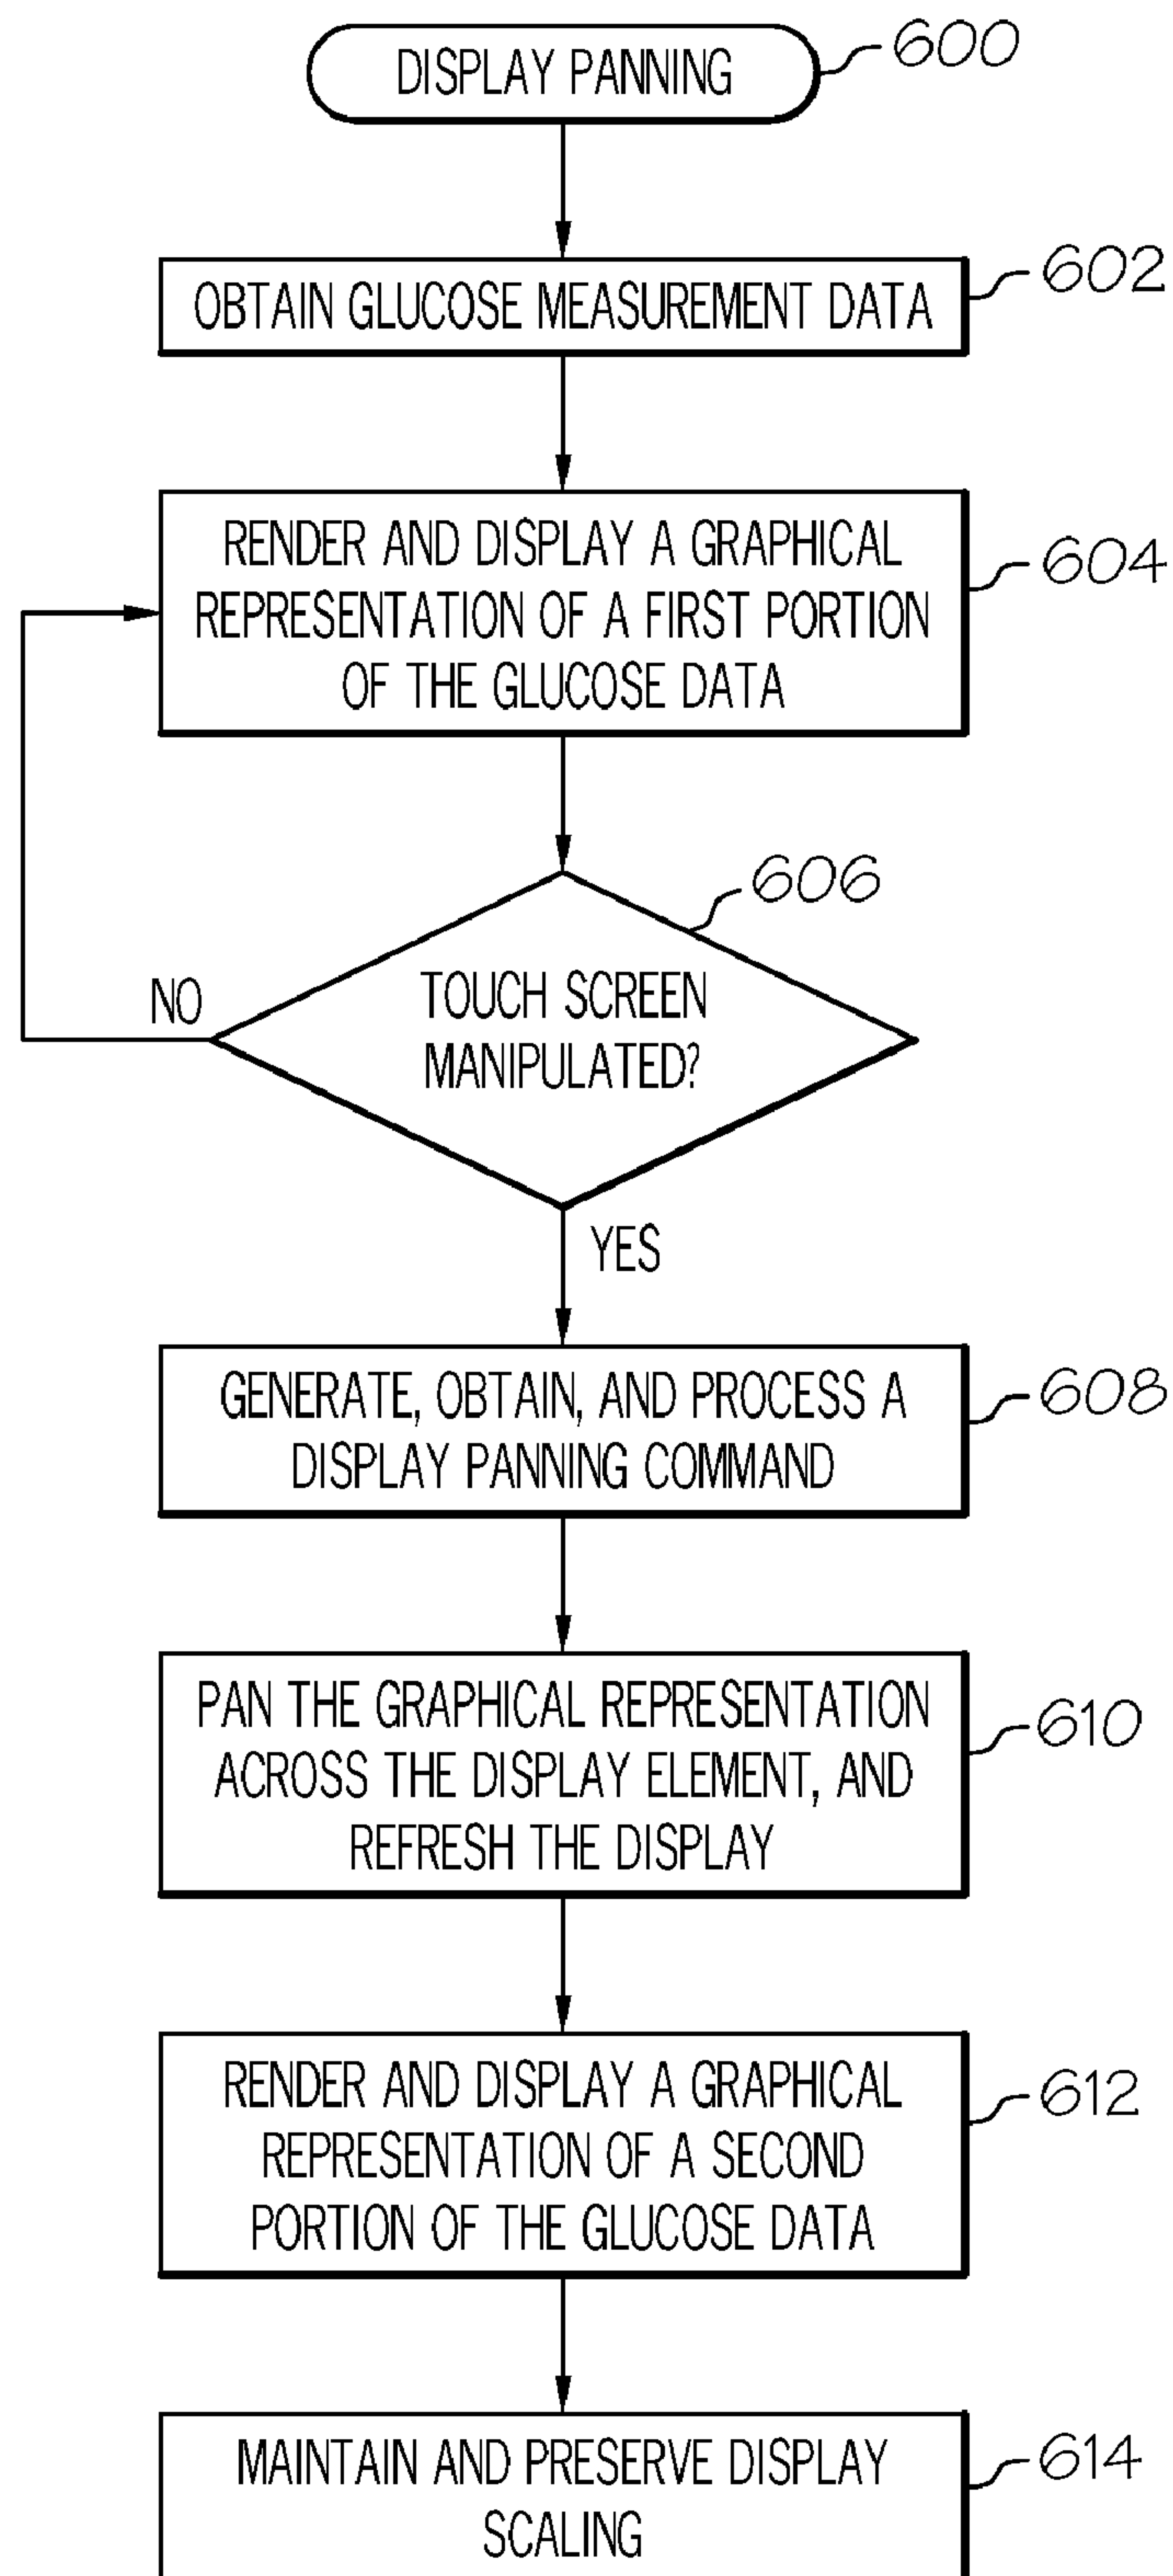 DISPLAY PANNING
600
OBTAIN GLUCOSE MEASUREMENT DATA
602
RENDER AND DISPLAY A GRAPHICAL
REPRESENTATION OF A FIRST PORTION
OF THE GLUCOSE DATA
604
606
TOUCH SCREEN
MANIPULATED?
NO
YES
GENERATE, OBTAIN, AND PROCESS A
DISPLAY PANNING COMMAND
608
PAN THE GRAPHICAL REPRESENTATION
ACROSS THE DISPLAY ELEMENT, AND
REFRESH THE DISPLAY
610
RENDER AND DISPLAY A GRAPHICAL
REPRESENTATION OF A SECOND
PORTION OF THE GLUCOSE DATA
612
MAINTAIN AND PRESERVE DISPLAY
SCALING
614